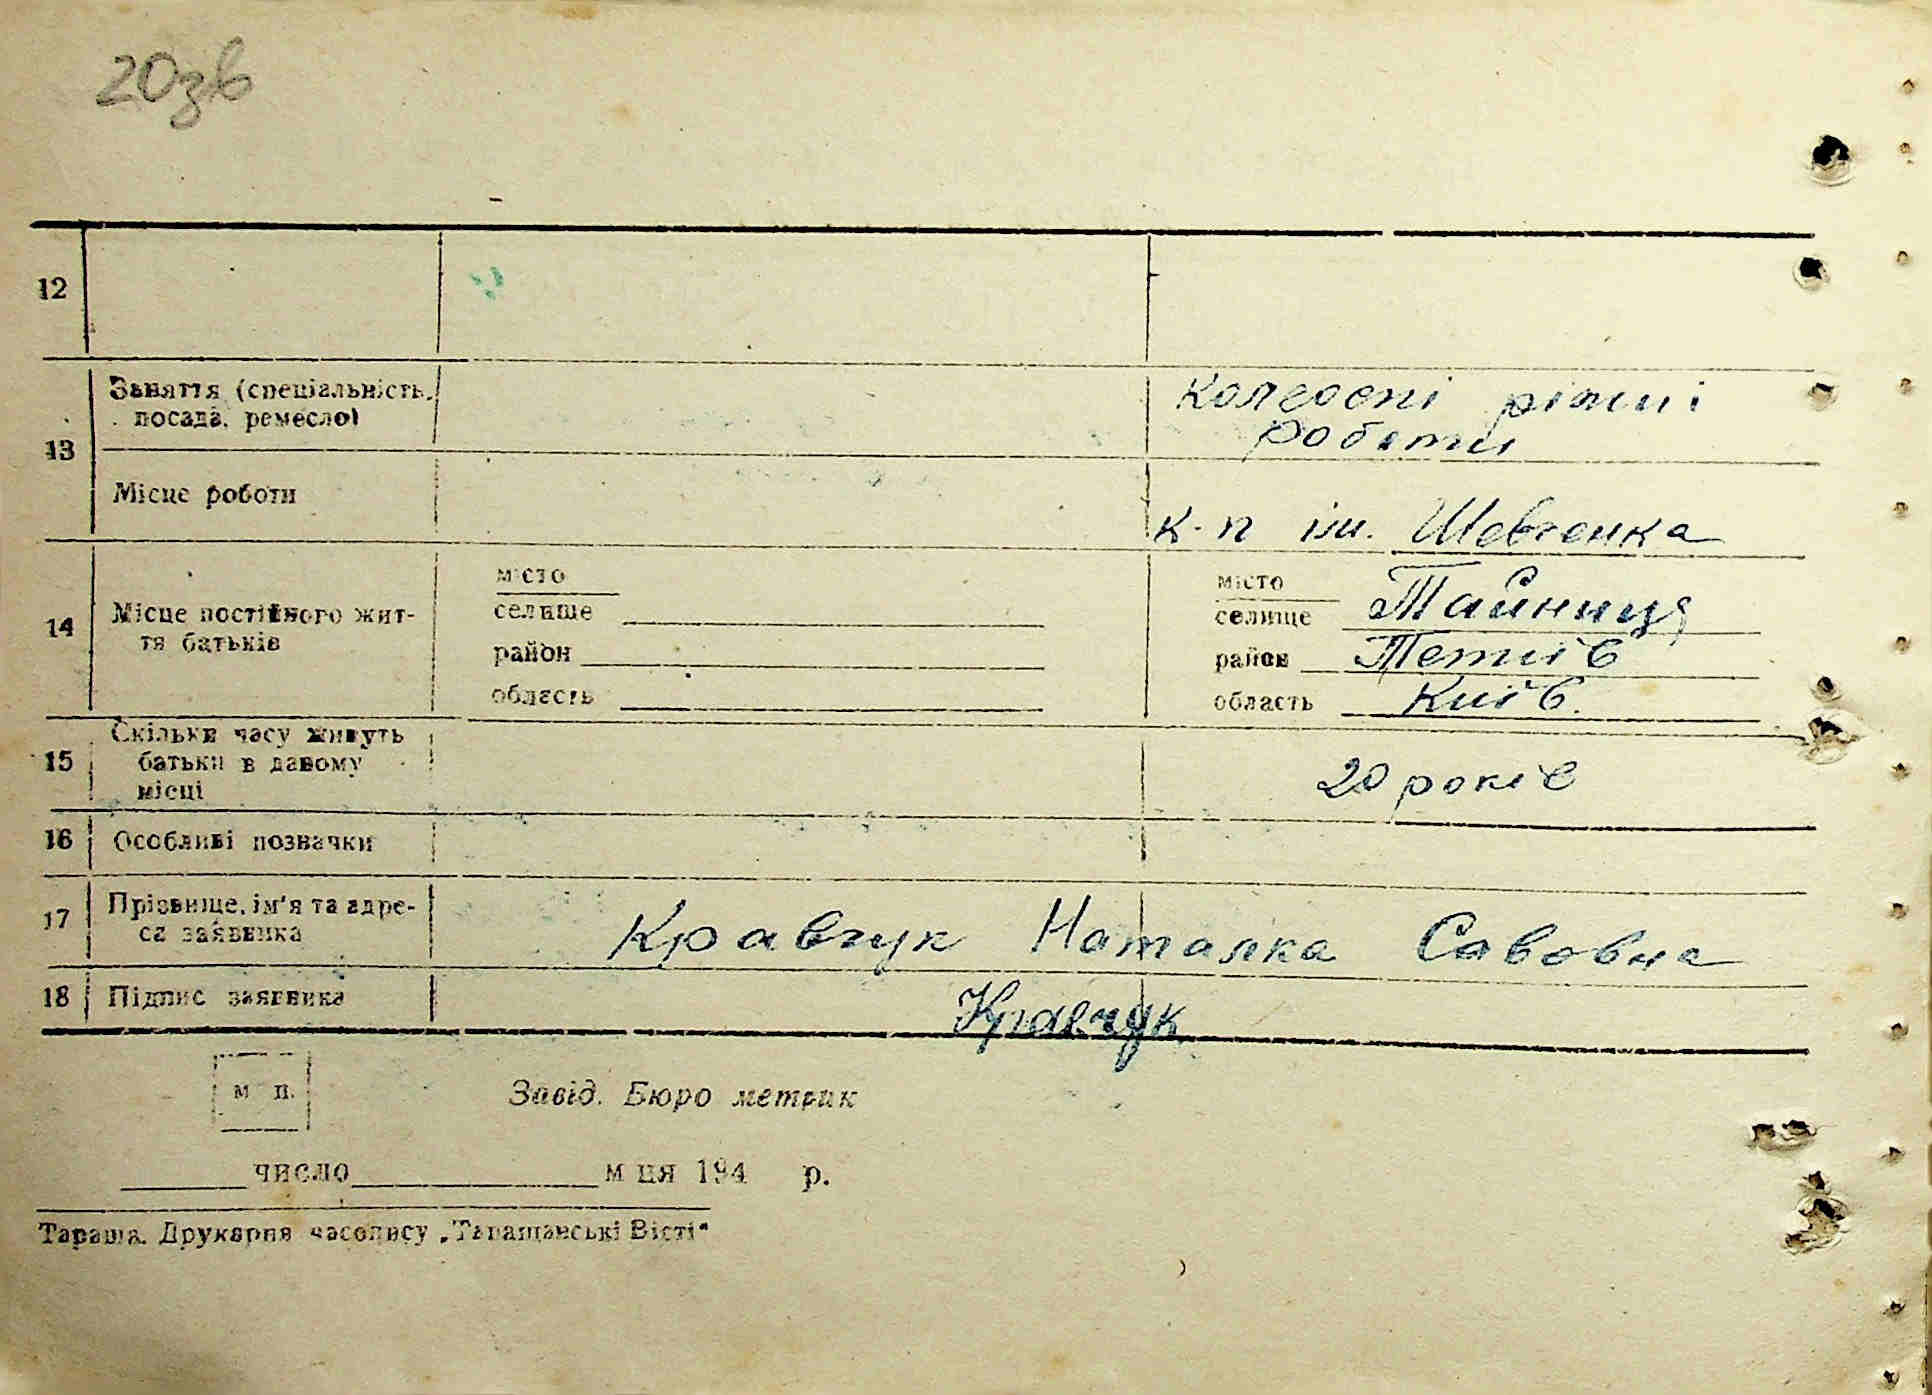 20зв
12
13
Заняття (спеціальність,
посада, ремесло)
колгоспні ріжні
роботи
Місце роботи
к-п ім. Шевченка
14
Місце постійного жит-
тя батьків
місто
селище
район
область
місто
селище Тайниця
район Тетіїв
область Київ.
15
Скільки часу живуть
батьки в даному
місці
20 років
16 Особливі позначки
17
Прізвище, ім'я та адре-
са заявника
Кравчук Наталка Савовна
18 Підпис заявника
Кравчук
м п.
Завід. Бюро метрик
число м ця 194 р.
Тараща. Друкарня часопису „Таращанські Вісті“